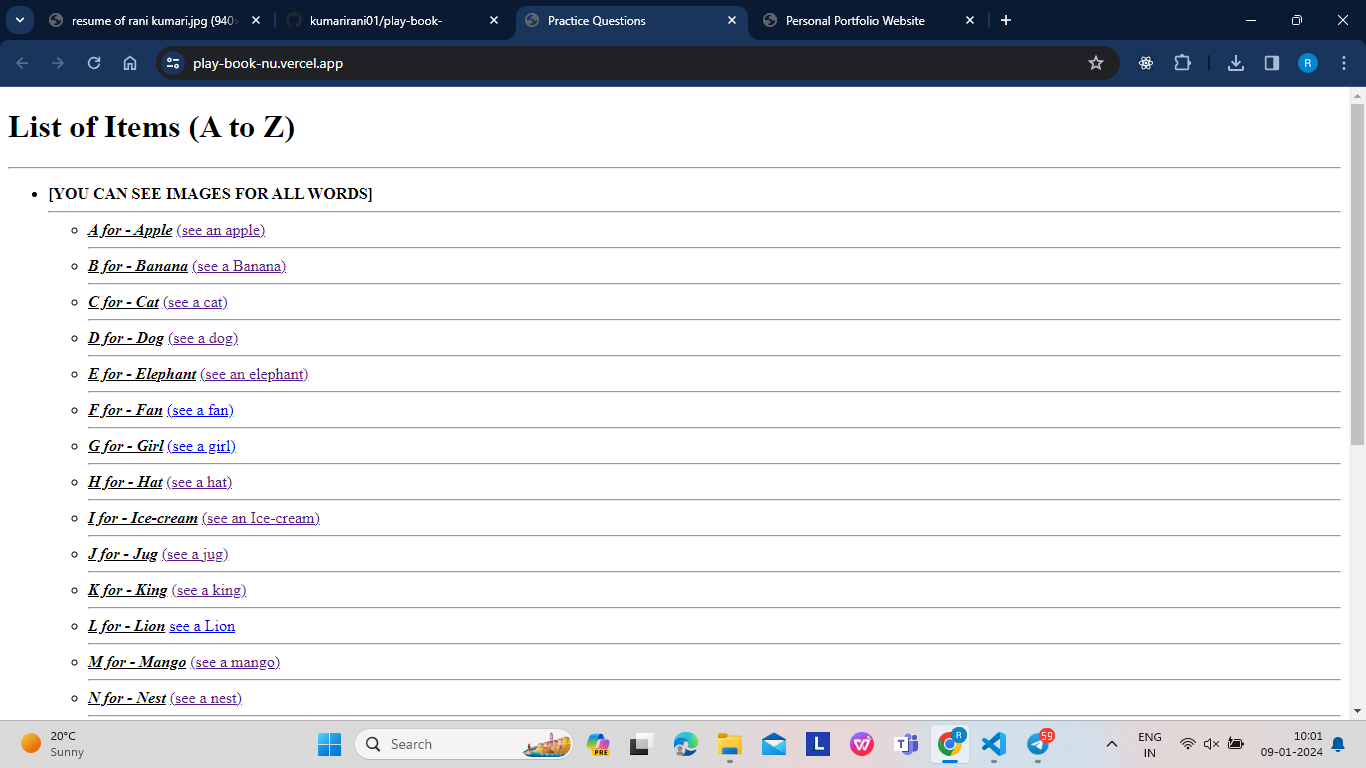 resume of rani kumari.jpg (940×
kumarirani01/play-book-
Practice Questions
Personal Portfolio Website
play-book-nu.vercel.app
R
List of Items (A to Z)
[YOU CAN SEE IMAGES FOR ALL WORDS]
A for - Apple (see an apple)
B for - Banana (see a Banana)
C for - Cat (see a cat)
D for - Dog (see a dog)
E for - Elephant (see an elephant)
F for - Fan (see a fan)
G for - Girl (see a girl)
H for - Hat (see a hat)
I for - Ice-cream (see an Ice-cream)
J for - Jug (see a jug)
K for - King (see a king)
L for - Lion see a Lion
M for - Mango (see a mango)
N for - Nest (see a nest)
20°C
Sunny
Search
PRE
L
R
59
ENG
IN
10:01
09-01-2024